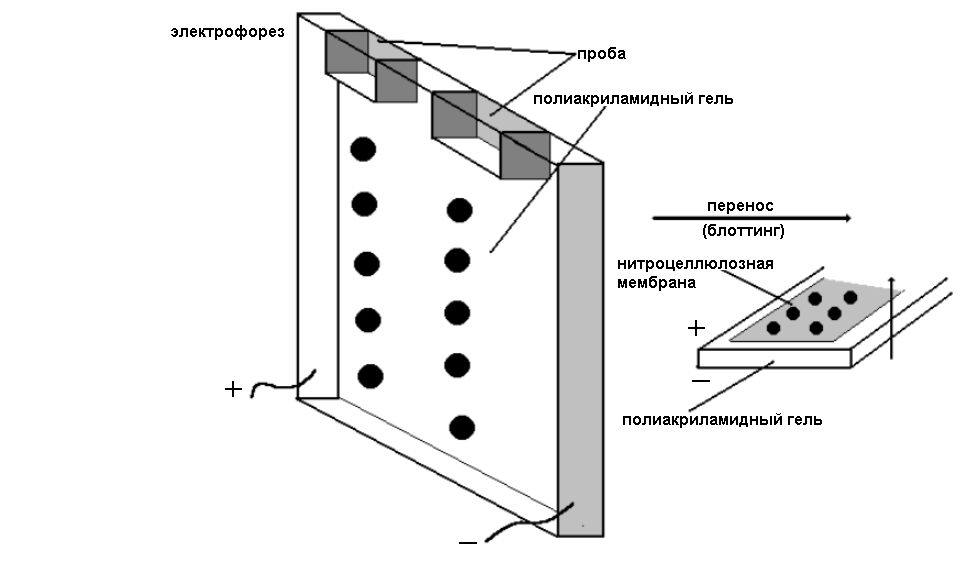 электрофорез
проба
полиакриламидный гель
перенос
(блоттинг)
нитроцеллюлозная
мембрана
+
−
полиакриламидный гель
+
−